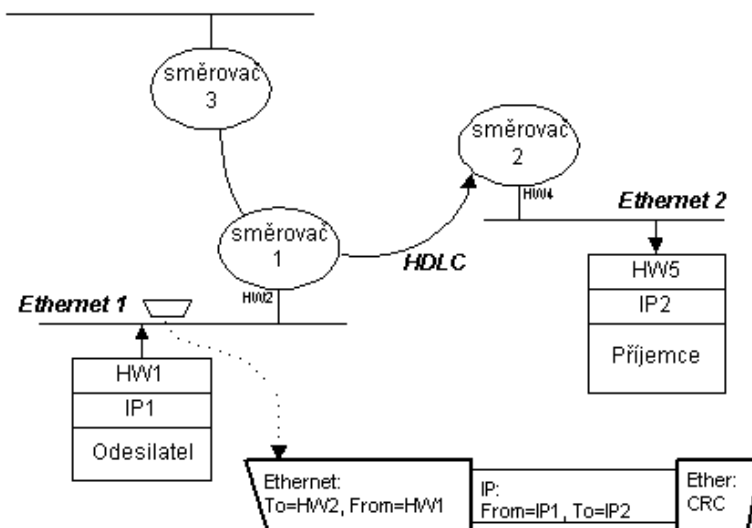 směrovač
3
směrovač
2
HW4
Ethernet 2
směrovač
1
HDLC
HW2
Ethernet 1
HW5
IP2
Příjemce
HW1
IP1
Odesilatel
Ethernet:
To=HW2, From=HW1
IP:
From=IP1, To=IP2
Ether:
CRC